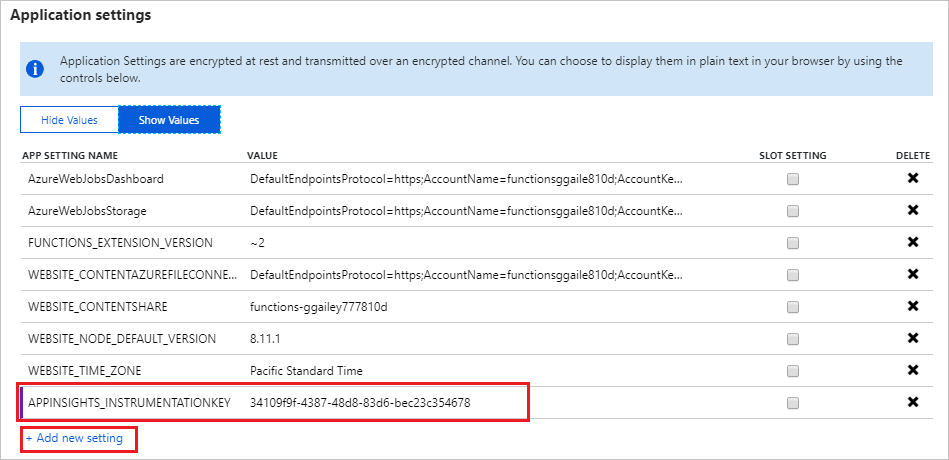 Application settings
Application Settings are encrypted at rest and transmitted over an encrypted channel. You can choose to display them in plain text in your browser by using the
controls below.
Hide Values Show Values
APP SETTING NAME VALUE SLOT SETTING DELETE
AzureWebJobsDashboard DefaultEndpointsProtocol=https;AccountName=functionsggaile810d;AccountKe...
AzureWebJobsStorage DefaultEndpointsProtocol=https;AccountName=functionsggaile810d;AccountKe...
FUNCTIONS_EXTENSION_VERSION ~2
WEBSITE_CONTENTAZUREFILECONNE... DefaultEndpointsProtocol=https;AccountName=functionsggaile810d;AccountKe...
WEBSITE_CONTENTSHARE functions-ggailey777810d
WEBSITE_NODE_DEFAULT_VERSION 8.11.1
WEBSITE_TIME_ZONE Pacific Standard Time
APPINSIGHTS_INSTRUMENTATIONKEY 34109f9f-4387-48d8-83d6-bec23c354678
+ Add new setting